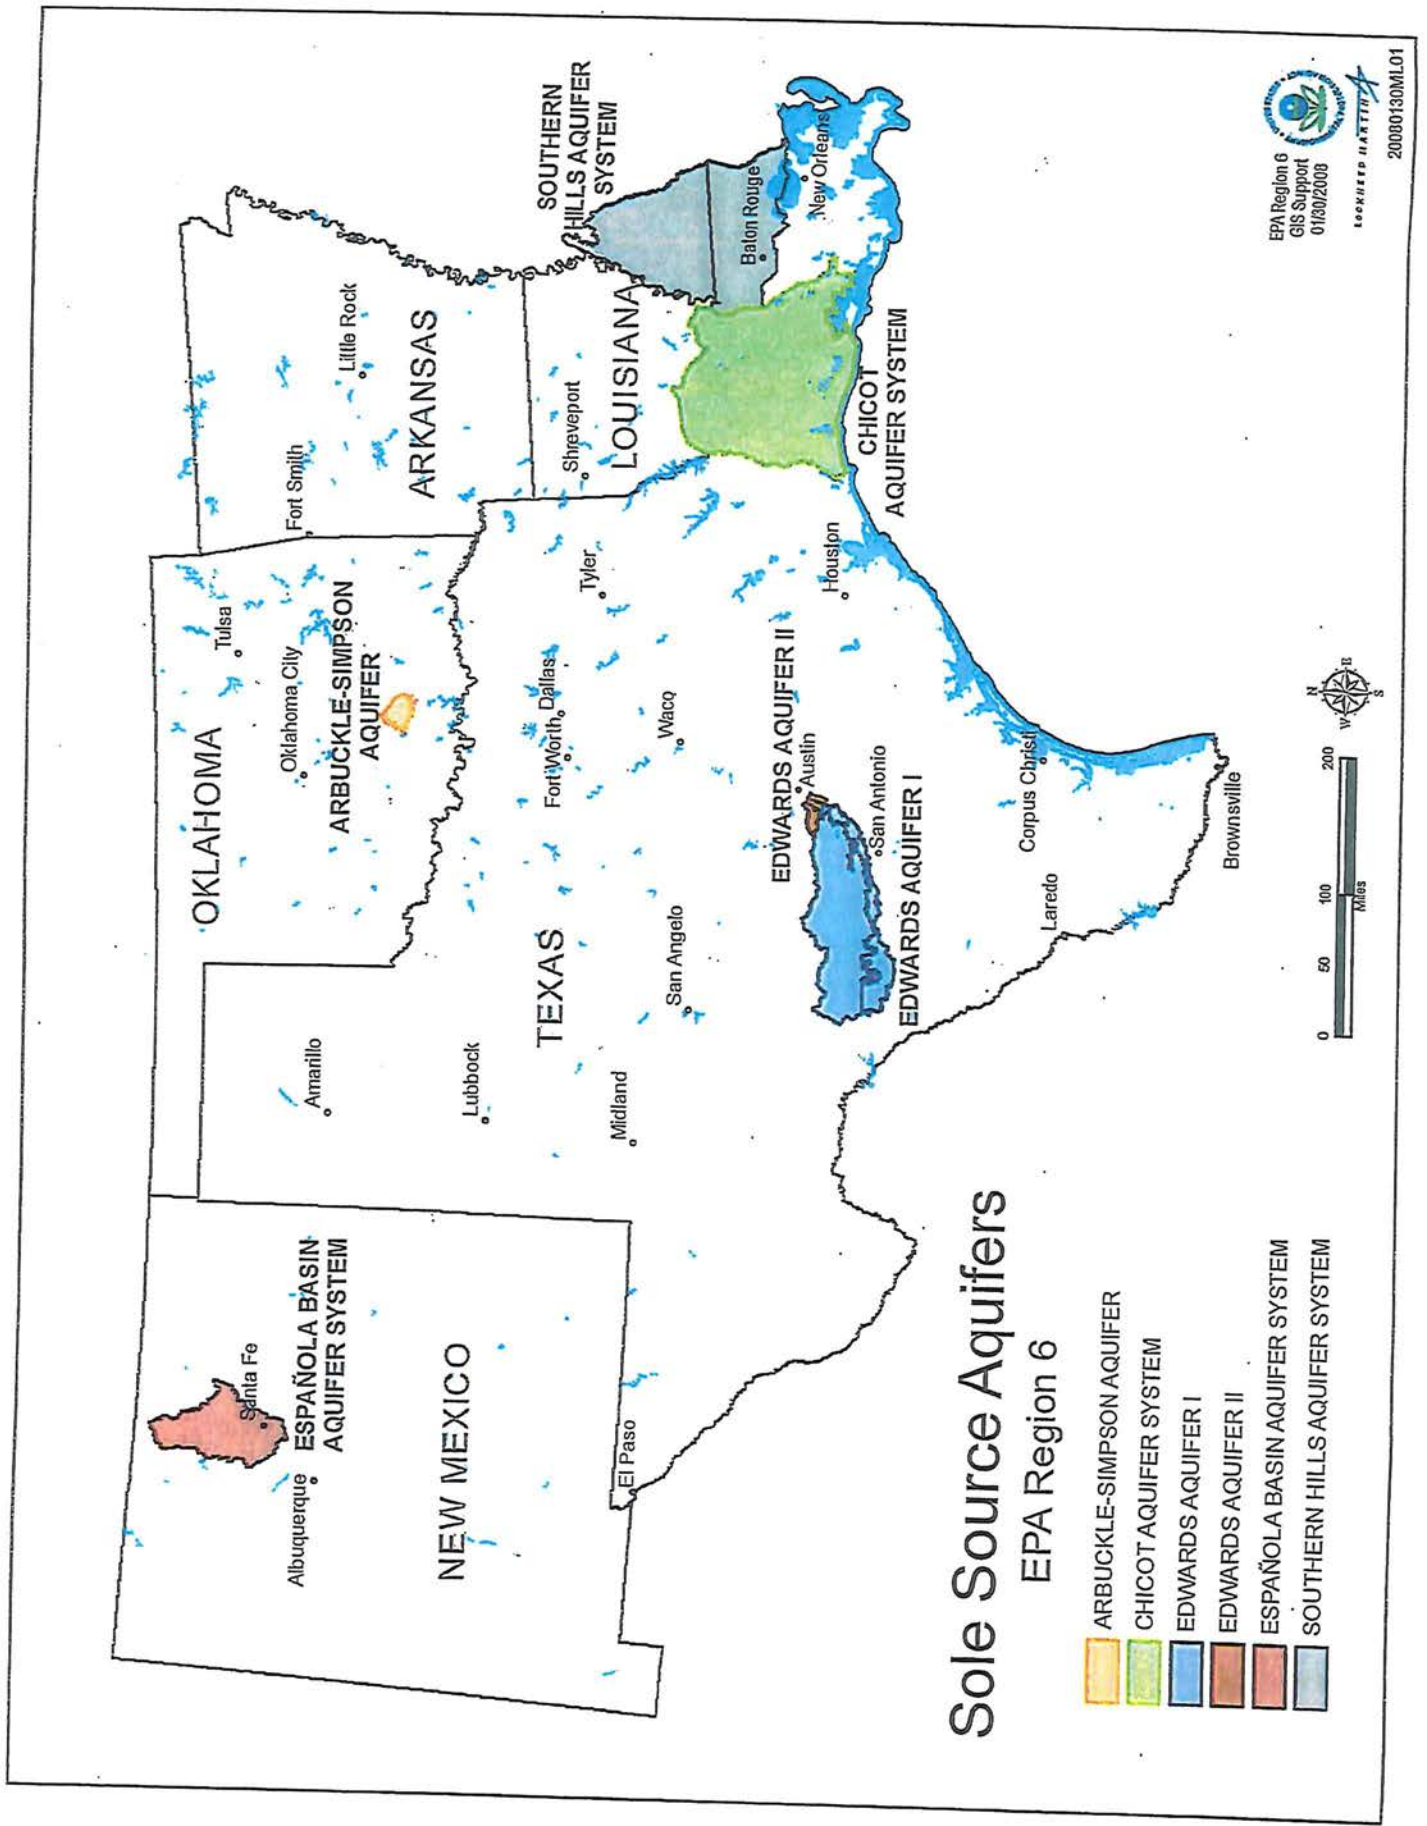 SOUTHERN
HILLS AQUIFER
SYSTEM
OKLAHOMA
Tulsa
Fort Smith
Little Rock
ARKANSAS
Oklahoma City
ARBUCKLE-SIMPSON
AQUIFER
Santa Fe
ESPAÑOLA BASIN
AQUIFER SYSTEM
Albuquerque
NEW MEXICO
Amarillo
Lubbock
Midland
TEXAS
San Angelo
Fort Worth
Dallas
Tyler
Waco
Shreveport
LOUISIANA
Baton Rouge
New Orleans
CHICOT
AQUIFER SYSTEM
Houston
EDWARDS AQUIFER II
Austin
San Antonio
EDWARDS AQUIFER I
El Paso
Corpus Christi
Laredo
Brownsville
Sole Source Aquifers
EPA Region 6
ARBUCKLE-SIMPSON AQUIFER
CHICOT AQUIFER SYSTEM
EDWARDS AQUIFER I
EDWARDS AQUIFER II
ESPAÑOLA BASIN AQUIFER SYSTEM
SOUTHERN HILLS AQUIFER SYSTEM
0 50 100 200
Miles
N
W E
S
EPA Region 6
GIS Support
01/30/2008
LOCKHEED MARTIN
20080130ML01